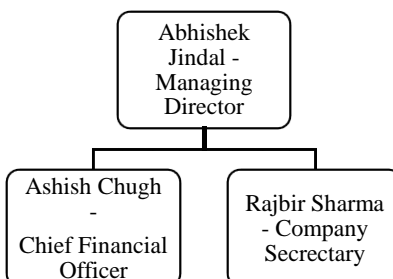 Abhishek
Jindal -
Managing
Director
Ashish Chugh
-
Chief Financial
Officer
Rajbir Sharma
- Company
Secrectary